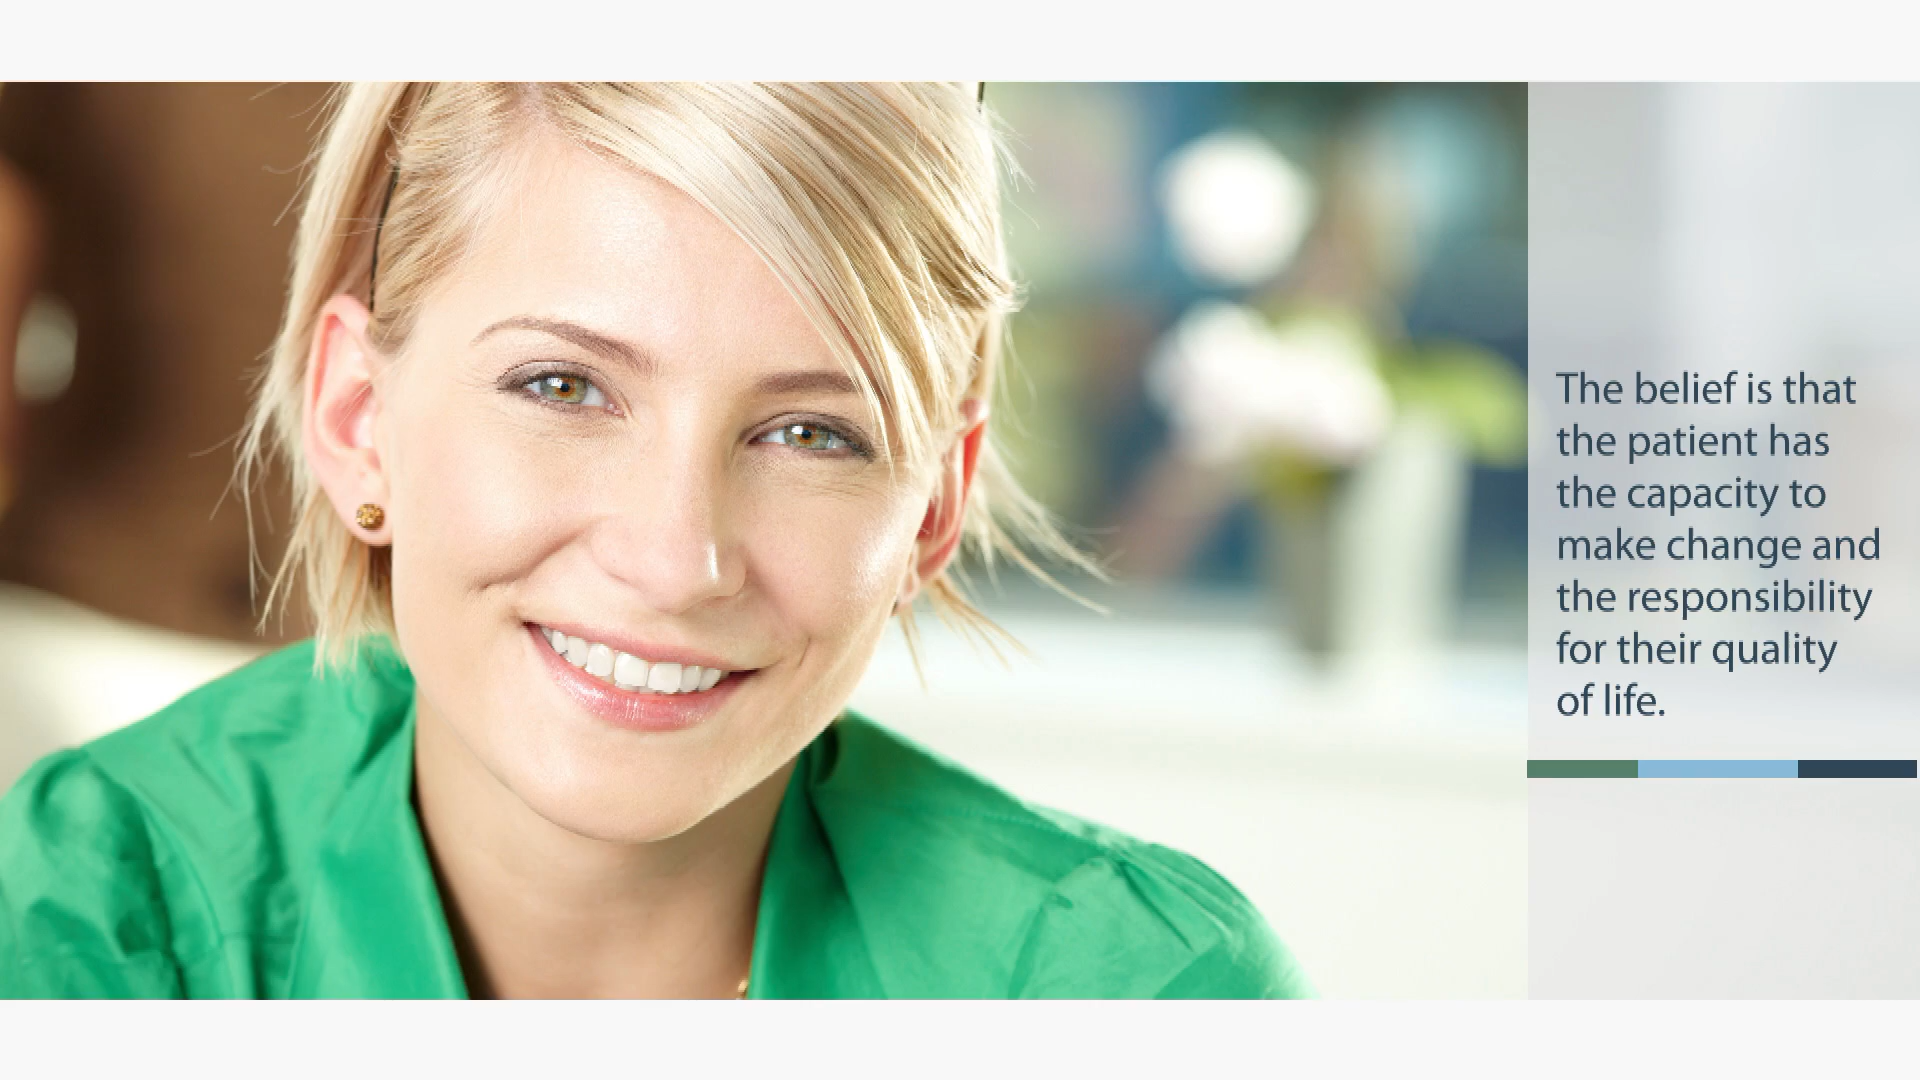 The belief is that
the patient has
the capacity to
make change and
the responsibility
for their quality
of life.